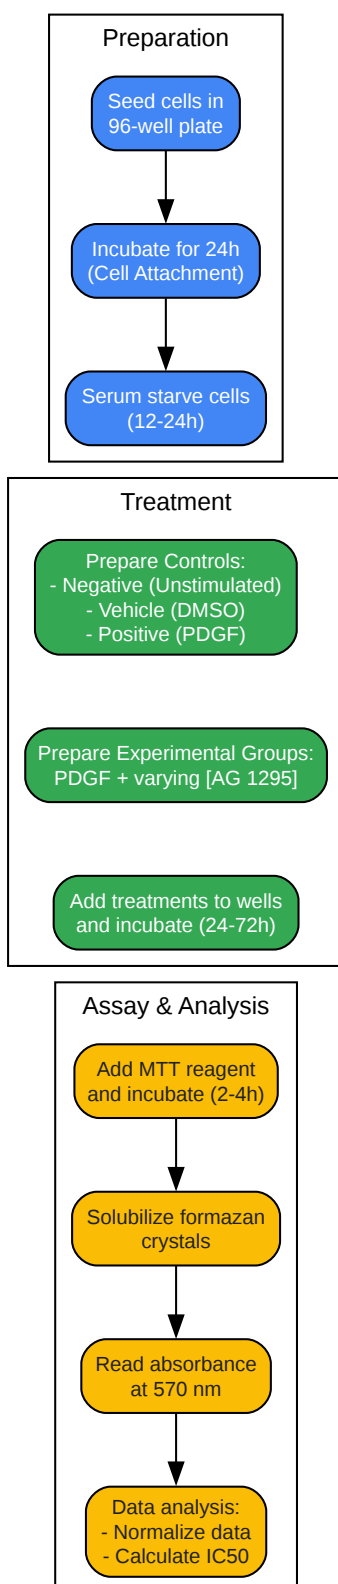 Preparation
Seed cells in
96-well plate
Incubate for 24h
(Cell Attachment)
Serum starve cells
(12-24h)
Treatment
Prepare Controls:
- Negative (Unstimulated)
- Vehicle (DMSO)
- Positive (PDGF)
Prepare Experimental Groups:
PDGF + varying [AG 1295]
Add treatments to wells
and incubate (24-72h)
Assay & Analysis
Add MTT reagent
and incubate (2-4h)
Solubilize formazan
crystals
Read absorbance
at 570 nm
Data analysis:
- Normalize data
- Calculate IC50